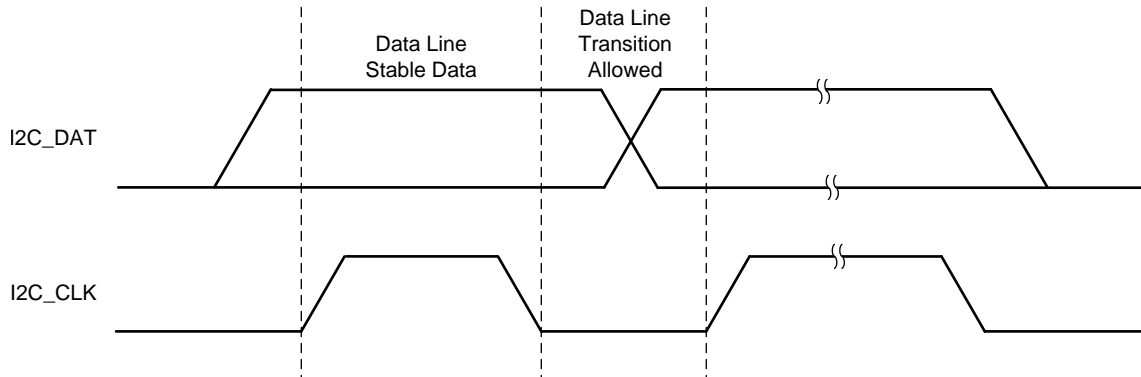 Data Line
Stable Data
Data Line
Transition
Allowed
I2C_DAT
I2C_CLK